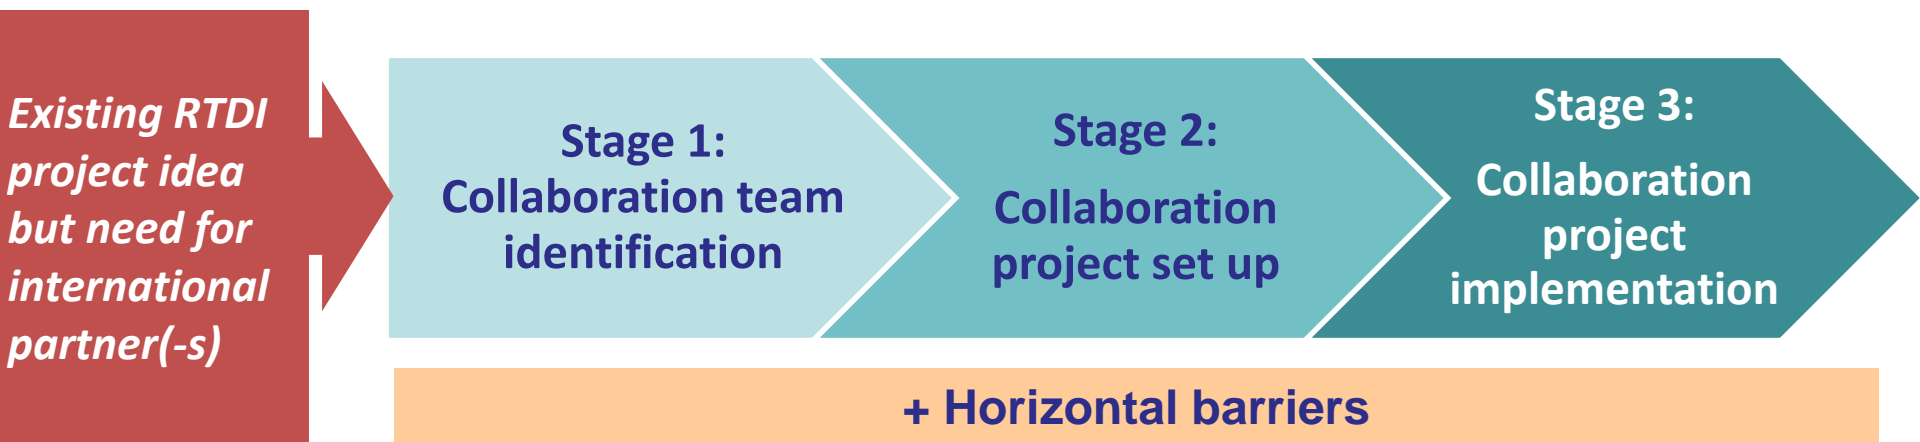 Existing RTDI
project idea
but need for
international
partner(-s)
Stage 1:
Collaboration team
identification
Stage 2:
Collaboration
project set up
Stage 3:
Collaboration
project
implementation
+ Horizontal barriers